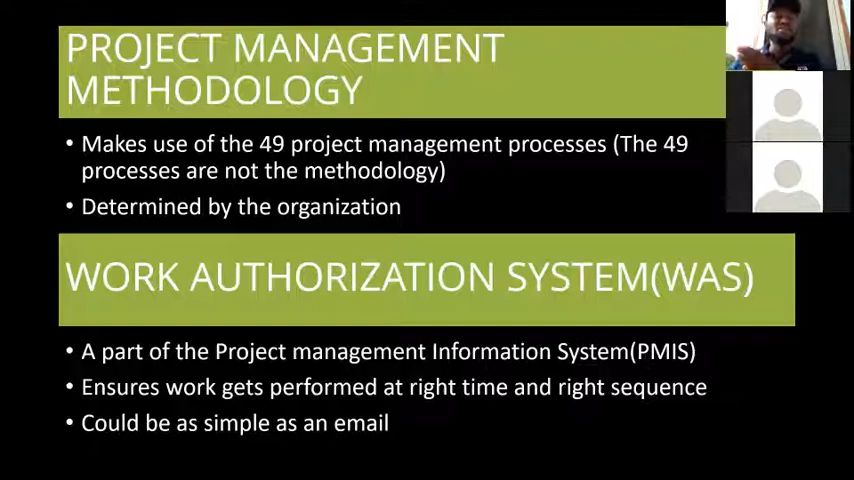 PROJECT MANAGEMENT
METHODOLOGY
• Makes use of the 49 project management processes (The 49
processes are not the methodology)
• Determined by the organization
WORK AUTHORIZATION SYSTEM(WAS)
• A part of the Project management Information System(PMIS)
• Ensures work gets performed at right time and right sequence
• Could be as simple as an email